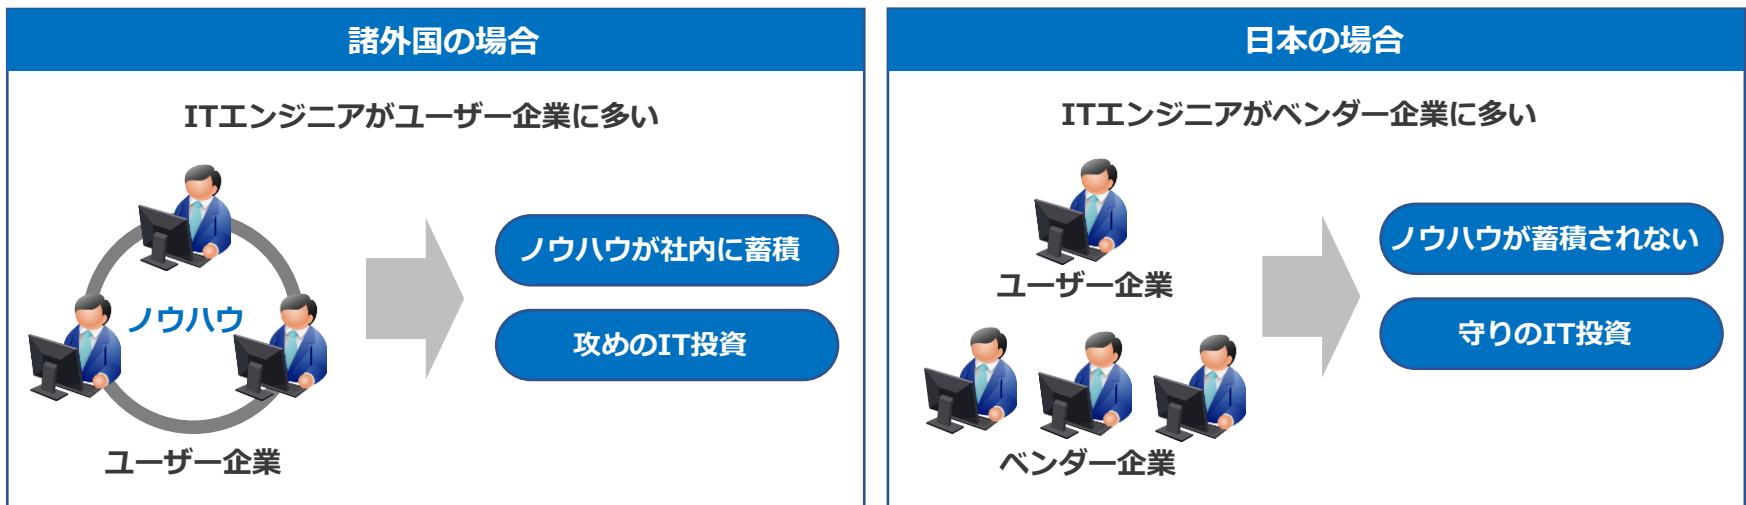 諸外国の場合
ITエンジニアがユーザー企業に多い
ノウハウ
ユーザー企業
ノウハウが社内に蓄積
攻めのIT投資
日本の場合
ITエンジニアがベンダー企業に多い
ユーザー企業
ベンダー企業
ノウハウが蓄積されない
守りのIT投資